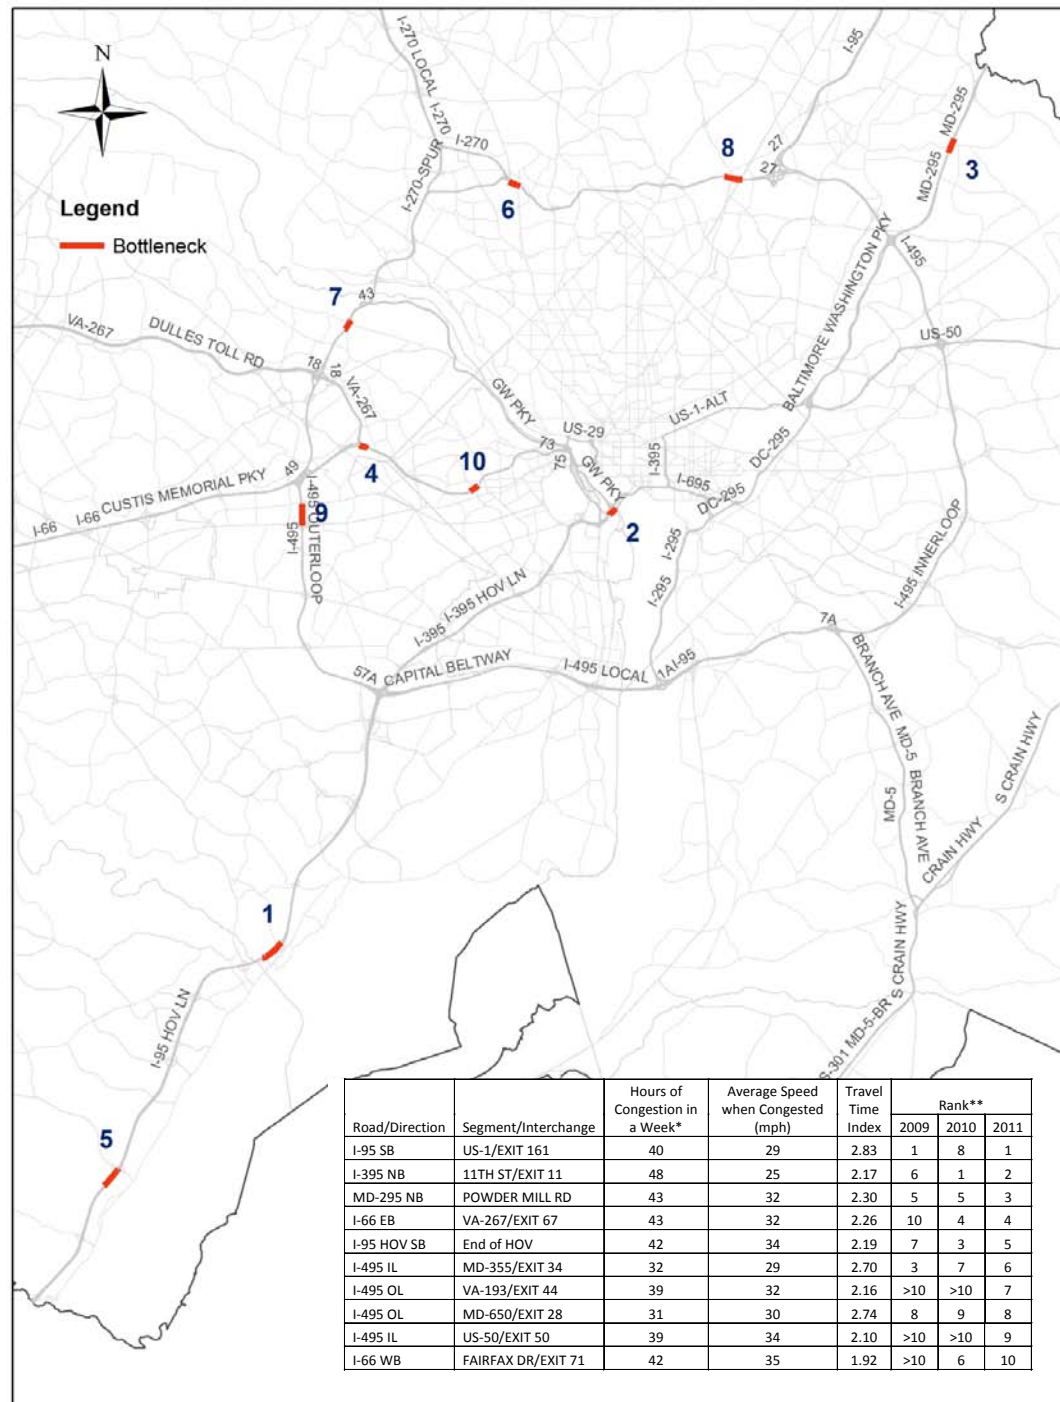 N
Legend
Bottleneck
I-270 LOCAL
I-270
I-270
I-270-SPUR
I-95
MD-295
MD-295
27
27
8
3
6
I-495
7
43
VA-267
DULLES TOLL RD
18
18
VA-267
BALTIMORE WASHINGTON PKY
US-50
GW PKY
US-29
US-1-ALT
73
75
I-395
GW PKY
I-695
DC-295
DC-295
4
10
49
CUSTIS MEMORIAL PKY
I-66
I-66
I-495 OUTERLOOP
I-495
9
2
I-295
I-295
I-495 INNERLOOP
I-395 HOV LN
I-395
57A
CAPITAL BELTWAY
I-495 LOCAL
1A
I-95
7A
BRANCH AVE
MD-5
BRANCH AVE
MD-5
S CRAIN HWY
CRAIN HWY
S CRAIN HWY
MD-5-BR
S-301
1
I-95 HOV LN
5
Road/Direction Segment/Interchange Hours of Congestion in a Week* Average Speed when Congested (mph) Travel Time Index Rank**
2009 2010 2011
I-95 SB US-1/EXIT 161 40 29 2.83 1 8 1
I-395 NB 11TH ST/EXIT 11 48 25 2.17 6 1 2
MD-295 NB POWDER MILL RD 43 32 2.30 5 5 3
I-66 EB VA-267/EXIT 67 43 32 2.26 10 4 4
I-95 HOV SB End of HOV 42 34 2.19 7 3 5
I-495 IL MD-355/EXIT 34 32 29 2.70 3 7 6
I-495 OL VA-193/EXIT 44 39 32 2.16 >10 >10 7
I-495 OL MD-650/EXIT 28 31 30 2.74 8 9 8
I-495 IL US-50/EXIT 50 39 34 2.10 >10 >10 9
I-66 WB FAIRFAX DR/EXIT 71 42 35 1.92 >10 6 10